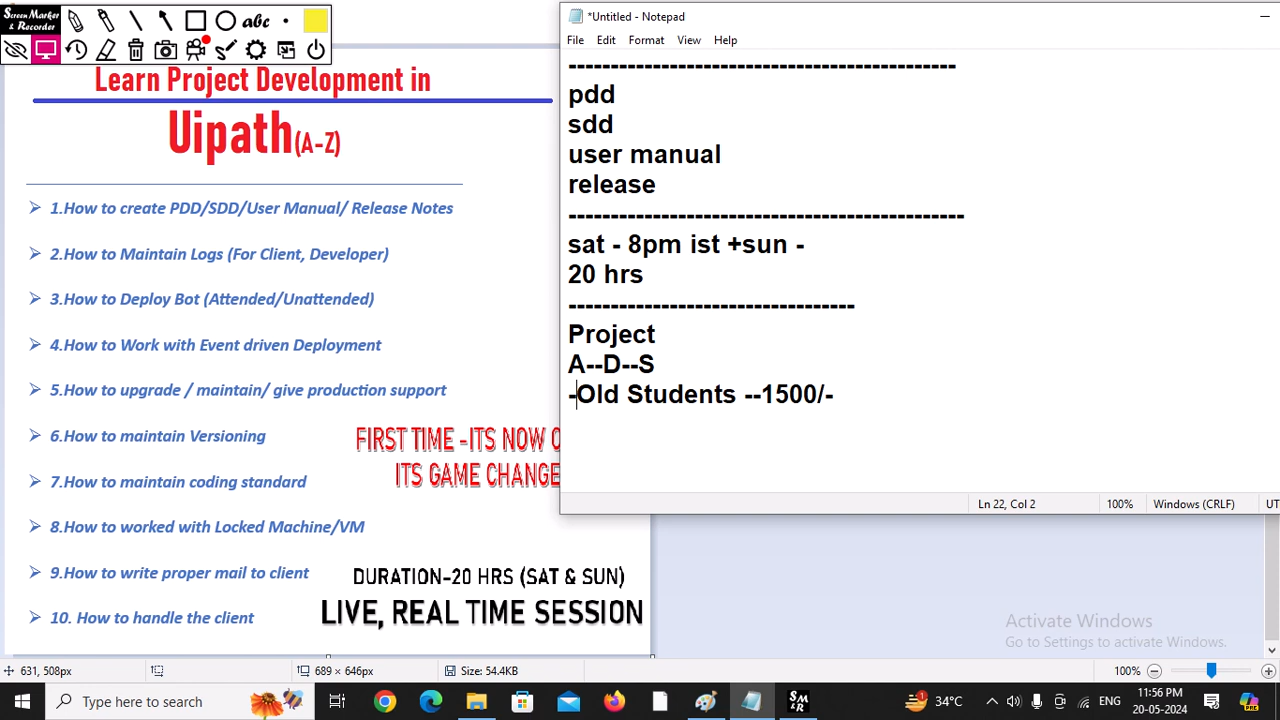 Screen Marker
& Recorder
abc
Learn Project Development in
Uipath(A-Z)
1.How to create PDD/SDD/User Manual/ Release Notes
2.How to Maintain Logs (For Client, Developer)
3.How to Deploy Bot (Attended/Unattended)
4.How to Work with Event driven Deployment
5.How to upgrade / maintain/ give production support
6.How to maintain Versioning
7.How to maintain coding standard
8.How to worked with Locked Machine/VM
9.How to write proper mail to client
10. How to handle the client
FIRST TIME -ITS NOW
ITS GAME CHANGE
DURATION-20 HRS (SAT & SUN)
LIVE, REAL TIME SESSION
*Untitled - Notepad
File Edit Format View Help
----------------------------------------------
pdd
sdd
user manual
release
-----------------------------------------------
sat - 8pm ist +sun -
20 hrs
----------------------------------
Project
A--D--S
-Old Students --1500/-
Ln 22, Col 2 100% Windows (CRLF) UT
Activate Windows
Go to Settings to activate Windows.
631, 508px 689 × 646px Size: 54.4KB 100%
Type here to search
S M
& R
1 34°C ENG 11:56 PM
20-05-2024
PRE